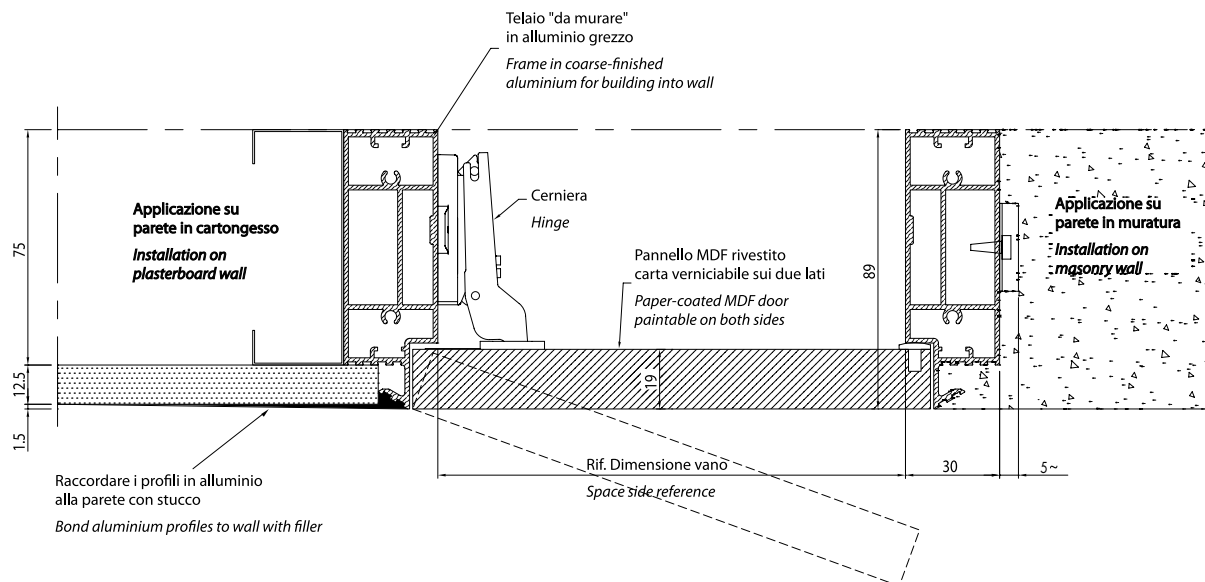 Telaio "da murare"
in alluminio grezzo
Frame in coarse-finished
aluminium for building into wall
Cerniera
Hinge
Applicazione su
parete in cartongesso
Installation on
plasterboard wall
Pannello MDF rivestito
carta verniciabile sui due lati
Paper-coated MDF door
paintable on both sides
Applicazione su
parete in muratura
Installation on
masonry wall
75
12.5
1.5
89
19
Rif. Dimensione vano
Space side reference
30
5~
Raccordare i profili in alluminio
alla parete con stucco
Bond aluminium profiles to wall with filler